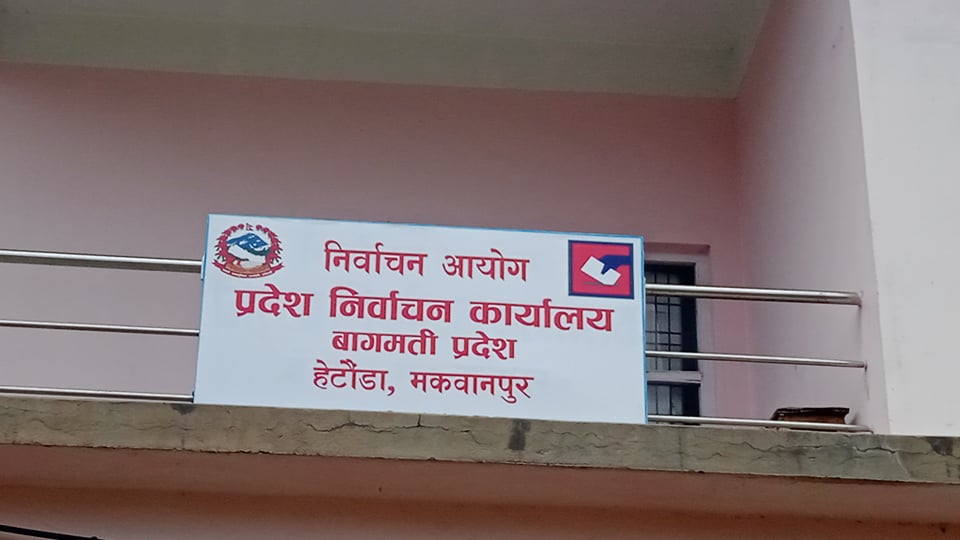 निर्वाचन आयोग
प्रदेश निर्वाचन कार्यालय
बागमती प्रदेश
हेटौंडा, मकवानपुर